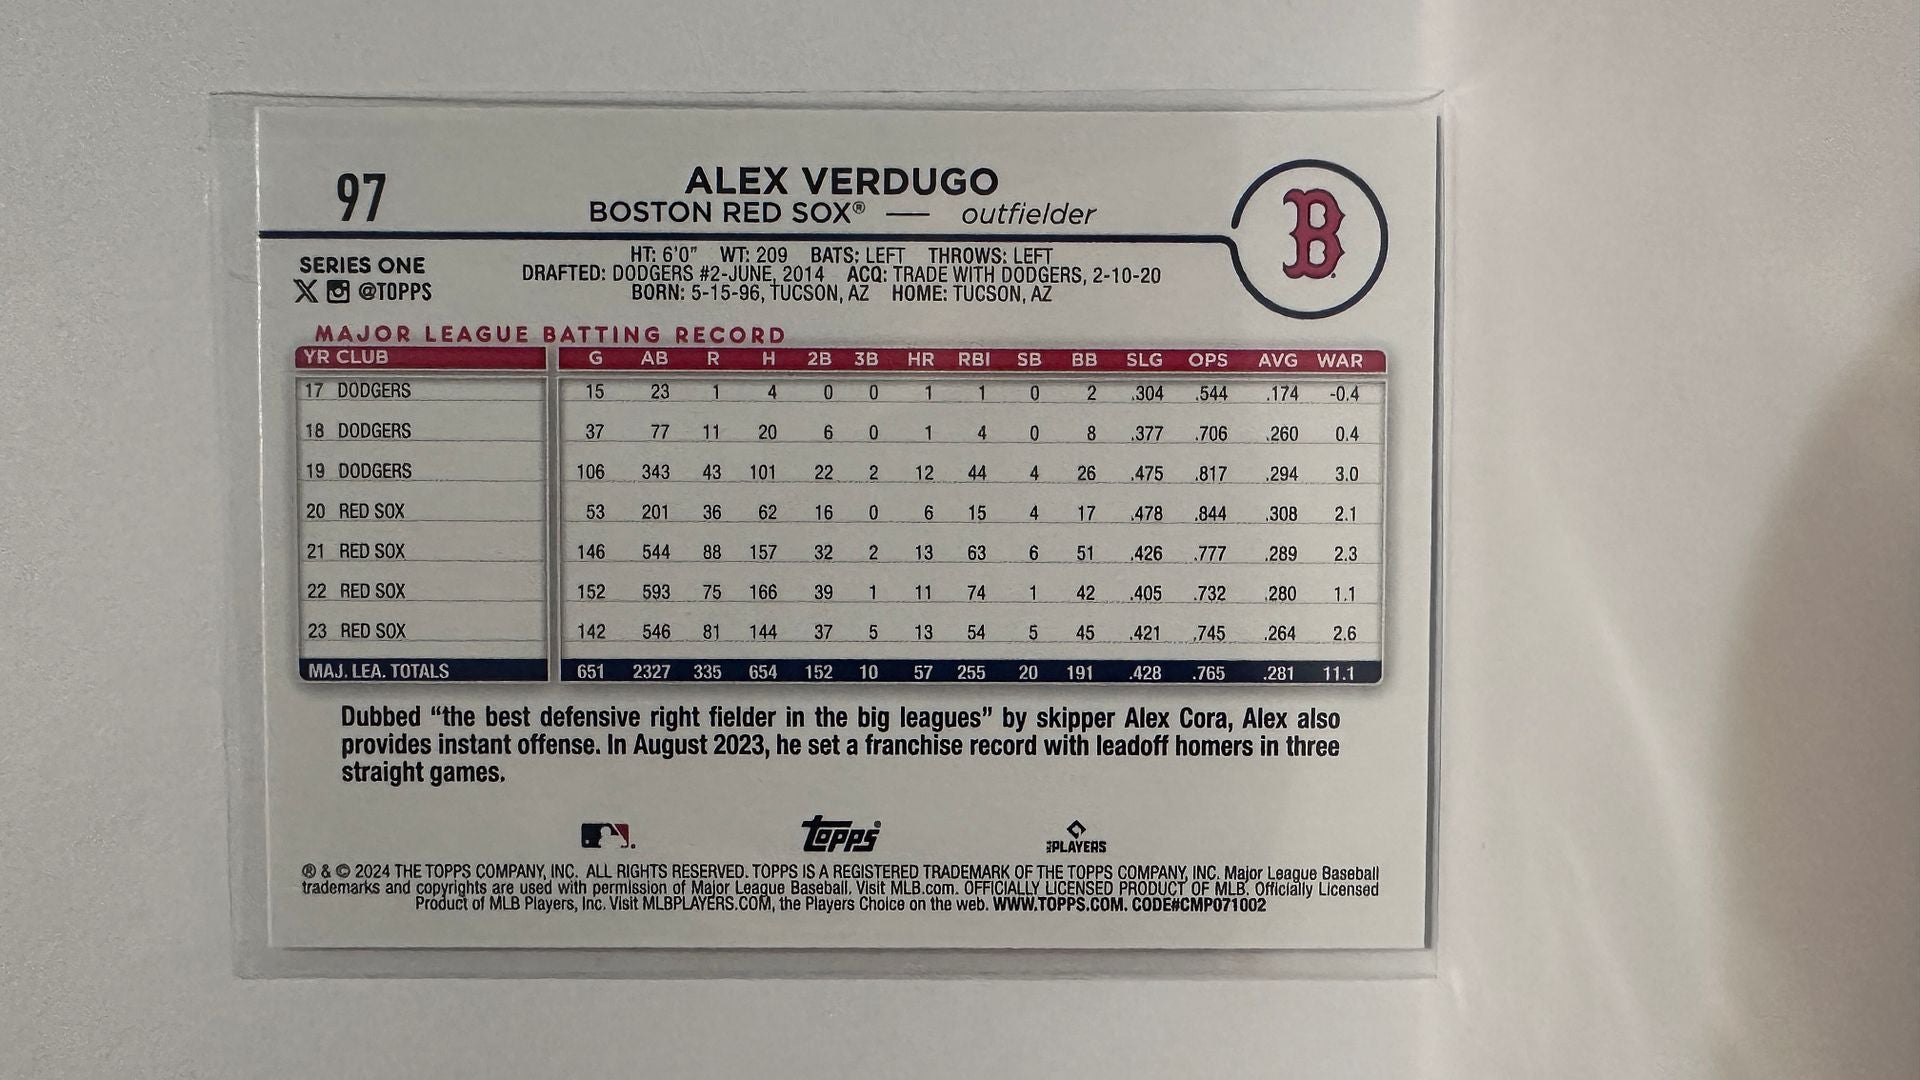 97
ALEX VERDUGO
BOSTON RED SOX® — outfielder
B
SERIES ONE
X @TOPPS
HT: 6'0" WT: 209 BATS: LEFT THROWS: LEFT
DRAFTED: DODGERS #2-JUNE, 2014 ACQ: TRADE WITH DODGERS, 2-10-20
BORN: 5-15-96, TUCSON, AZ HOME: TUCSON, AZ
MAJOR LEAGUE BATTING RECORD
YR CLUB G AB R H 2B 3B HR RBI SB BB SLG OPS AVG WAR
17 DODGERS 15 23 1 4 0 0 1 1 0 2 .304 .544 .174 -0.4
18 DODGERS 37 77 11 20 6 0 1 4 0 8 .377 .706 .260 0.4
19 DODGERS 106 343 43 101 22 2 12 44 4 26 .475 .817 .294 3.0
20 RED SOX 53 201 36 62 16 0 6 15 4 17 .478 .844 .308 2.1
21 RED SOX 146 544 88 157 32 2 13 63 6 51 .426 .777 .289 2.3
22 RED SOX 152 593 75 166 39 1 11 74 1 42 .405 .732 .280 1.1
23 RED SOX 142 546 81 144 37 5 13 54 5 45 .421 .745 .264 2.6
MAJ. LEA. TOTALS 651 2327 335 654 152 10 57 255 20 191 .428 .765 .281 11.1
Dubbed “the best defensive right fielder in the big leagues” by skipper Alex Cora, Alex also
provides instant offense. In August 2023, he set a franchise record with leadoff homers in three
straight games.
Topps®
PLAYERS
® & © 2024 THE TOPPS COMPANY, INC. ALL RIGHTS RESERVED. TOPPS IS A REGISTERED TRADEMARK OF THE TOPPS COMPANY, INC. Major League Baseball
trademarks and copyrights are used with permission of Major League Baseball. Visit MLB.com. OFFICIALLY LICENSED PRODUCT OF MLB. Officially Licensed
Product of MLB Players, Inc. Visit MLBPLAYERS.COM, the Players Choice on the web. WWW.TOPPS.COM. CODE#CMP071002